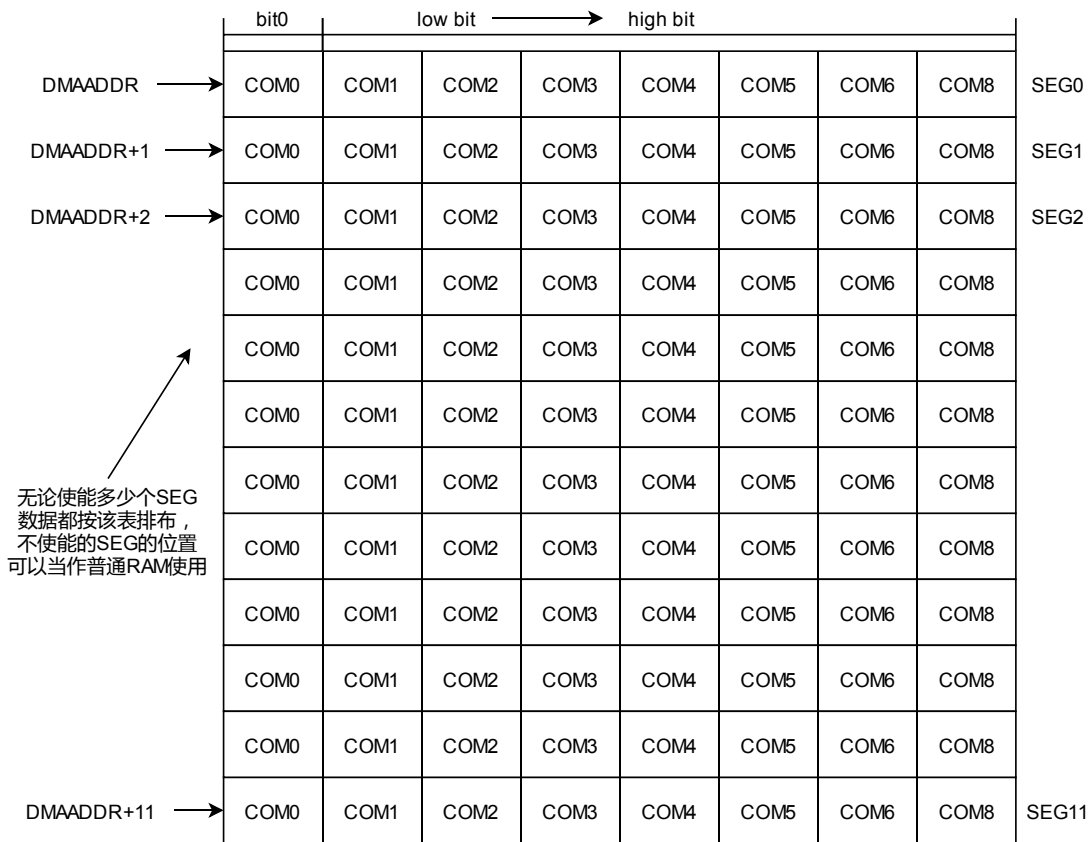 bit0 low bit high bit
DMAADDR COM0 COM1 COM2 COM3 COM4 COM5 COM6 COM8 SEG0
DMAADDR+1 COM0 COM1 COM2 COM3 COM4 COM5 COM6 COM8 SEG1
DMAADDR+2 COM0 COM1 COM2 COM3 COM4 COM5 COM6 COM8 SEG2
COM0 COM1 COM2 COM3 COM4 COM5 COM6 COM8
COM0 COM1 COM2 COM3 COM4 COM5 COM6 COM8
COM0 COM1 COM2 COM3 COM4 COM5 COM6 COM8
COM0 COM1 COM2 COM3 COM4 COM5 COM6 COM8
COM0 COM1 COM2 COM3 COM4 COM5 COM6 COM8
COM0 COM1 COM2 COM3 COM4 COM5 COM6 COM8
COM0 COM1 COM2 COM3 COM4 COM5 COM6 COM8
COM0 COM1 COM2 COM3 COM4 COM5 COM6 COM8
DMAADDR+11 COM0 COM1 COM2 COM3 COM4 COM5 COM6 COM8 SEG11
无论使能多少个SEG
数据都按该表排布，
不使能的SEG的位置
可以当作普通RAM使用